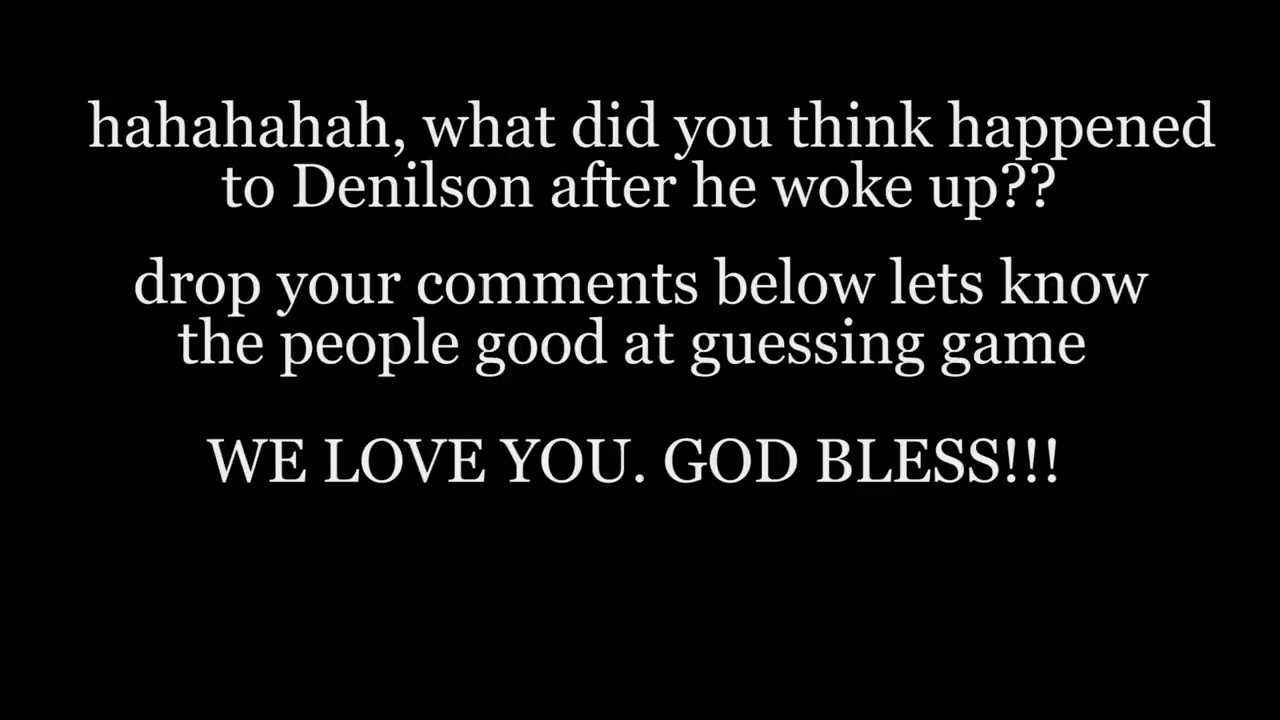 hahahahah, what did you think happened
to Denilson after he woke up??
drop your comments below lets know
the people good at guessing game
WE LOVE YOU. GOD BLESS!!!